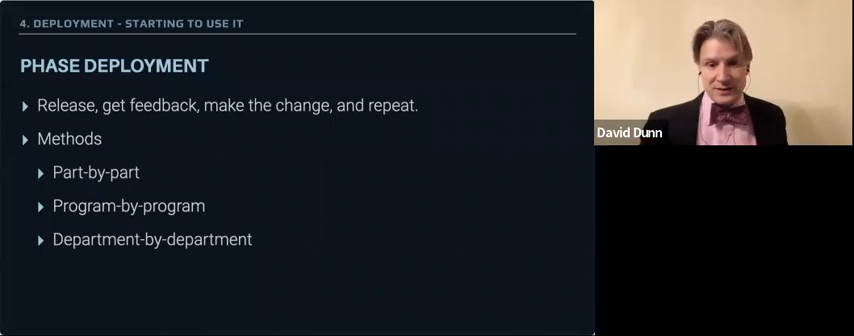 4. DEPLOYMENT - STARTING TO USE IT
PHASE DEPLOYMENT
Release, get feedback, make the change, and repeat.
Methods
Part-by-part
Program-by-program
Department-by-department
David Dunn